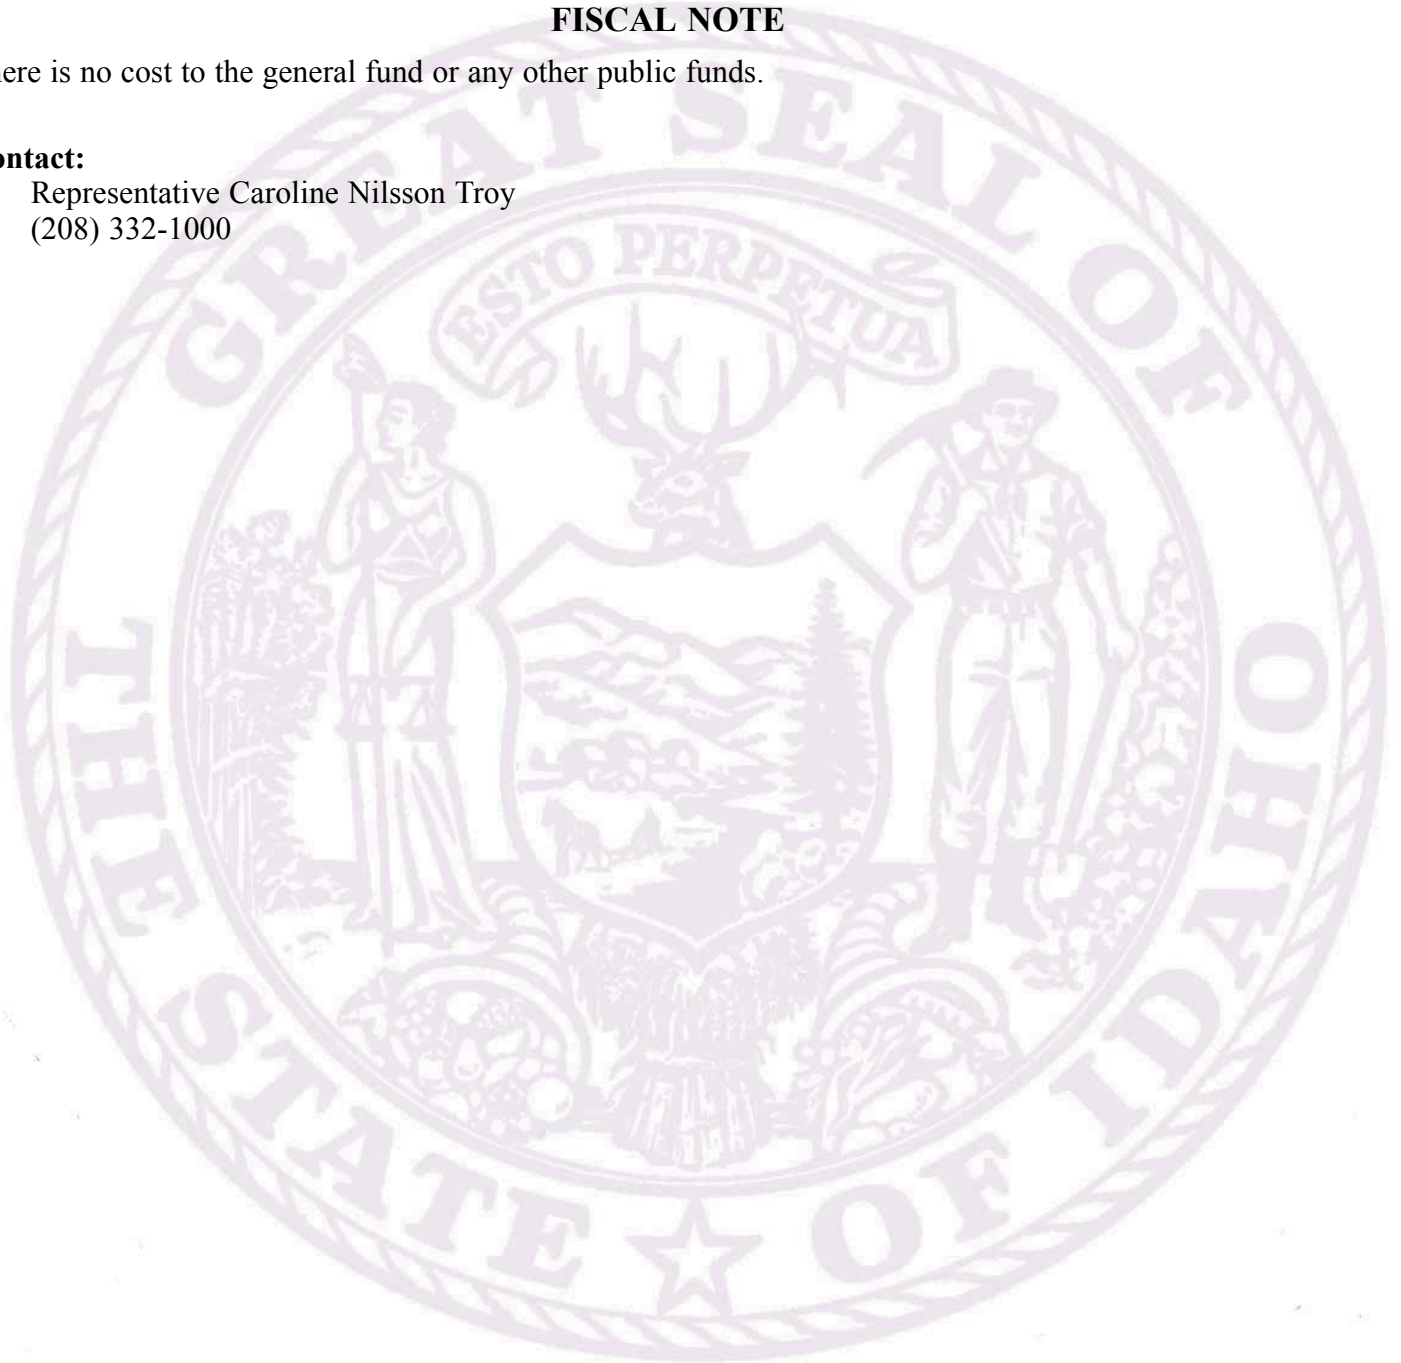 FISCAL NOTE
here is no cost to the general fund or any other public funds.
ontact:
Representative Caroline Nilsson Troy
(208) 332-1000
THE GREAT SEAL OF
STATE ★ OF IDAHO
ESTO PERPETUA